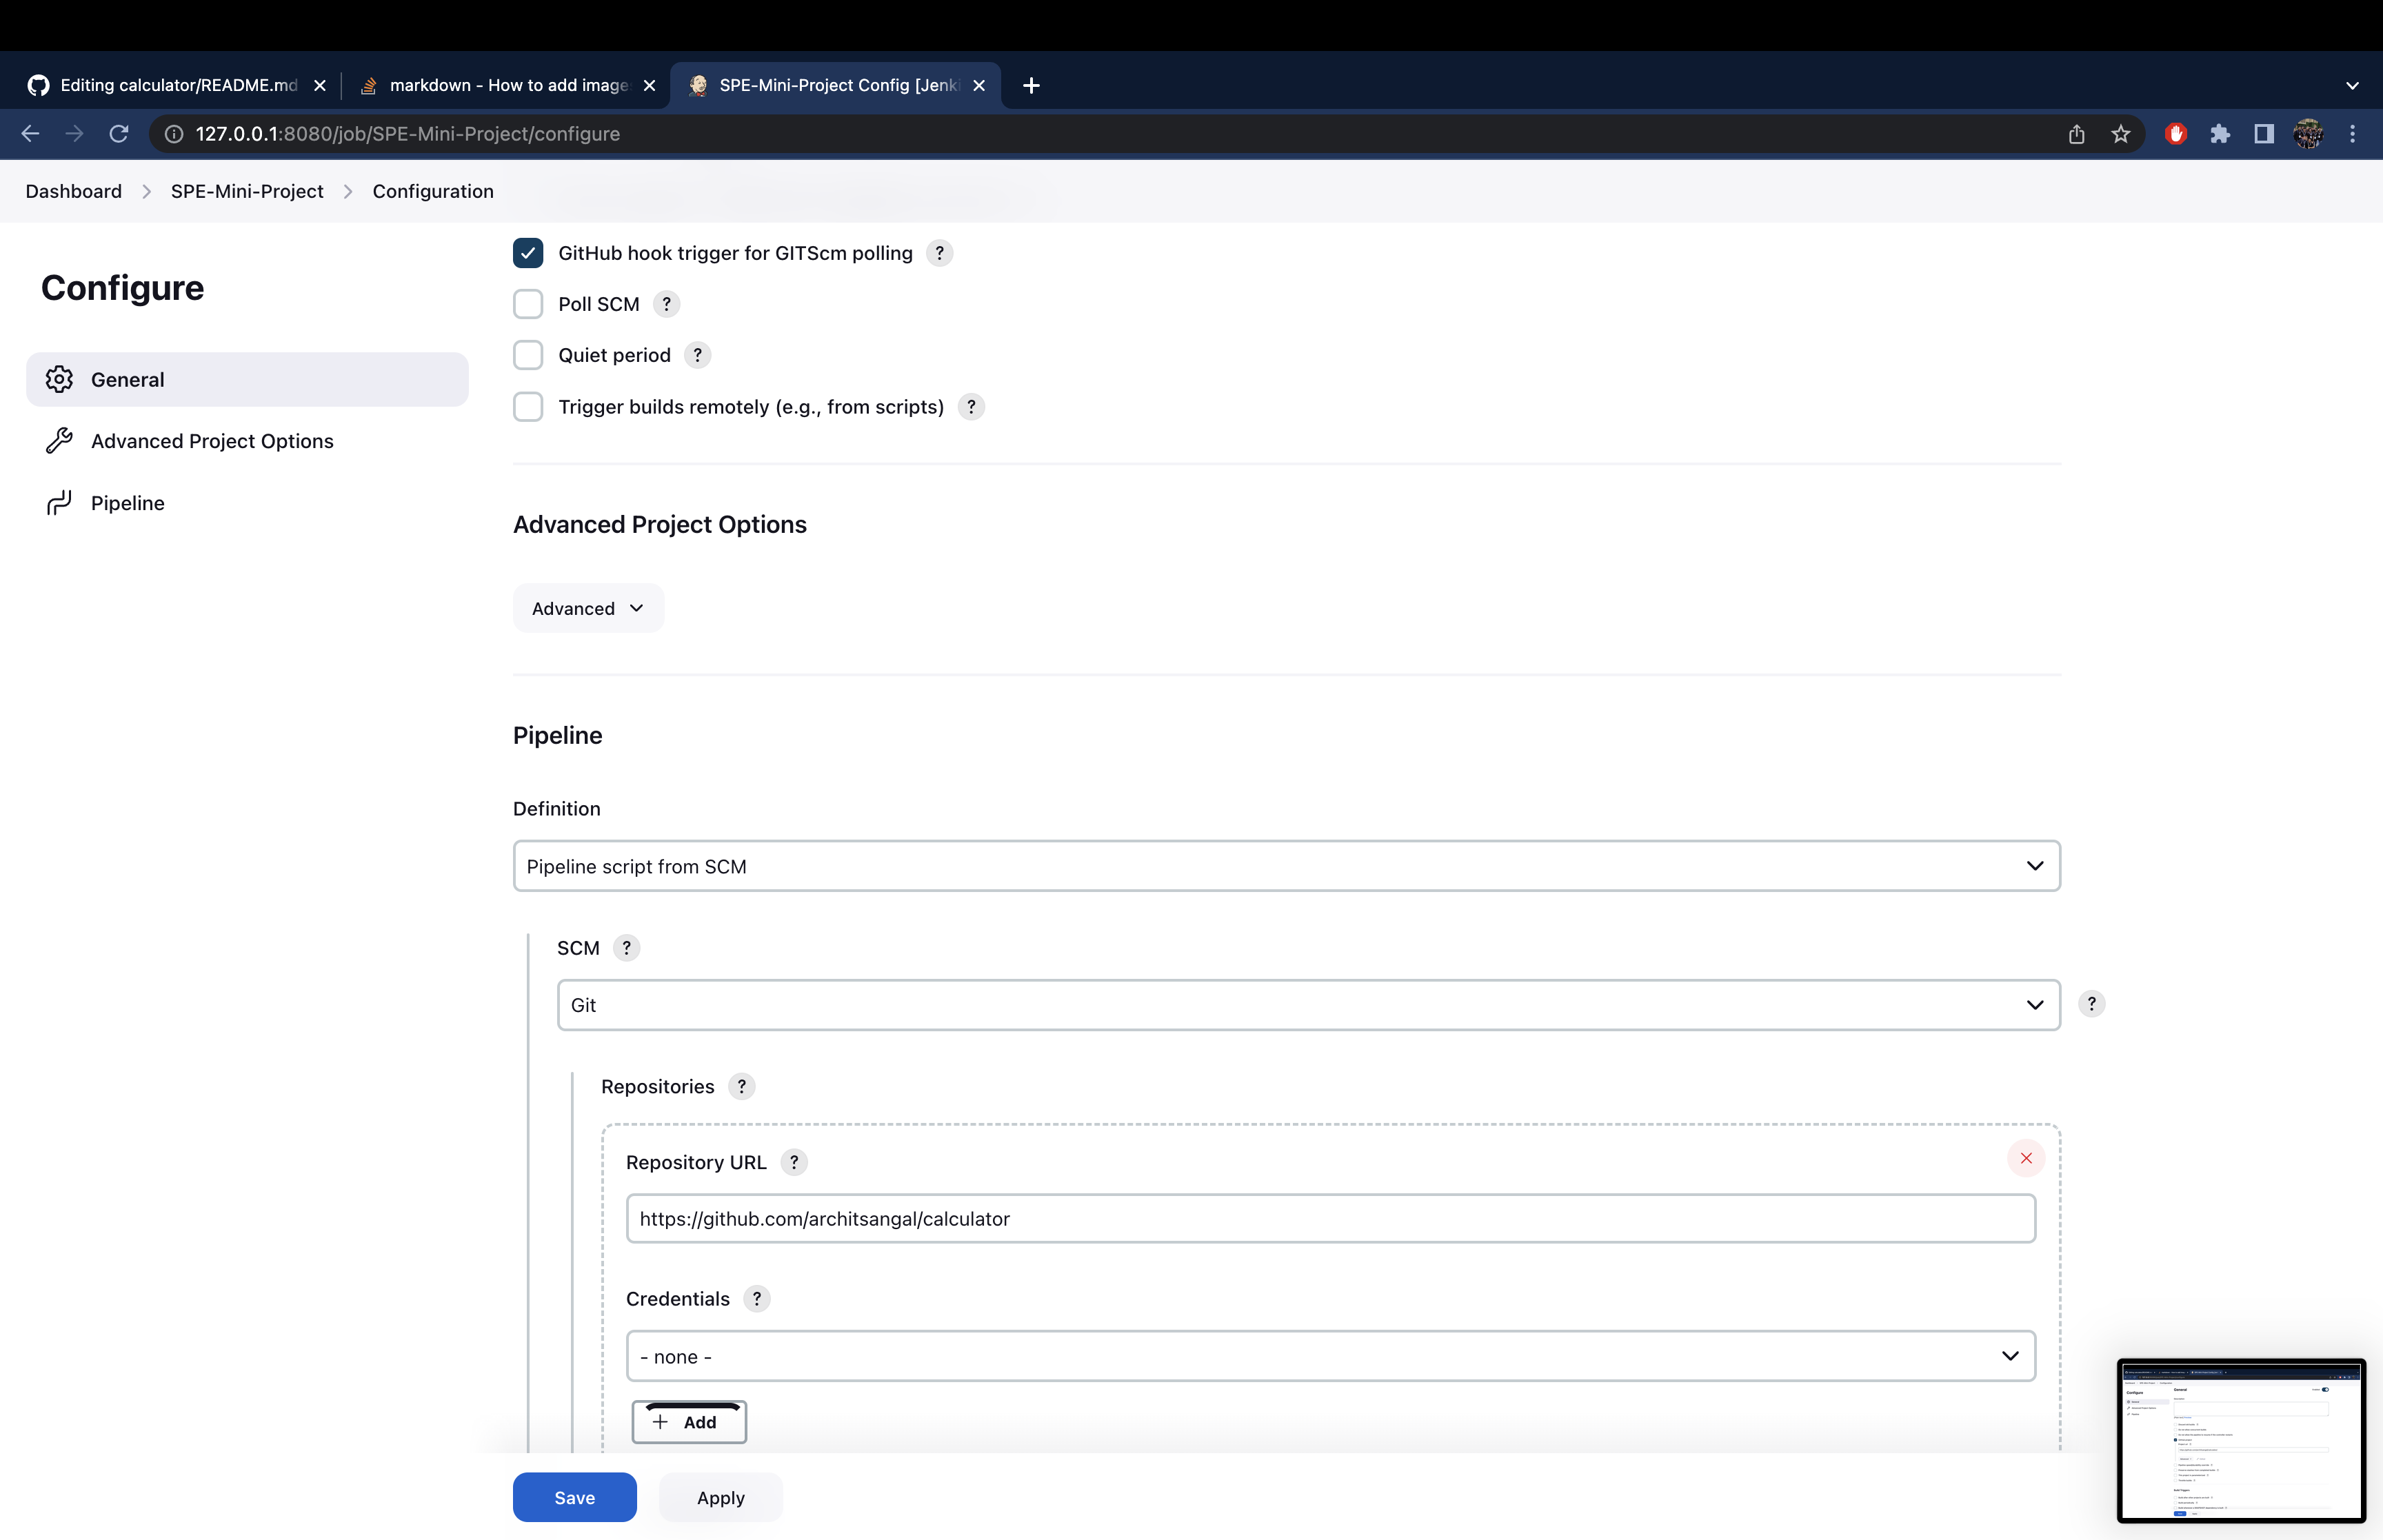 Editing calculator/README.md
markdown - How to add image
SPE-Mini-Project Config [Jenki
127.0.0.1:8080/job/SPE-Mini-Project/configure
Dashboard > SPE-Mini-Project > Configuration
Configure
General
Advanced Project Options
Pipeline
GitHub hook trigger for GITScm polling ?
Poll SCM ?
Quiet period ?
Trigger builds remotely (e.g., from scripts) ?
Advanced Project Options
Advanced
Pipeline
Definition
Pipeline script from SCM
SCM ?
Git
?
Repositories ?
Repository URL ?
https://github.com/architsangal/calculator
Credentials ?
- none -
+ Add
Save
Apply